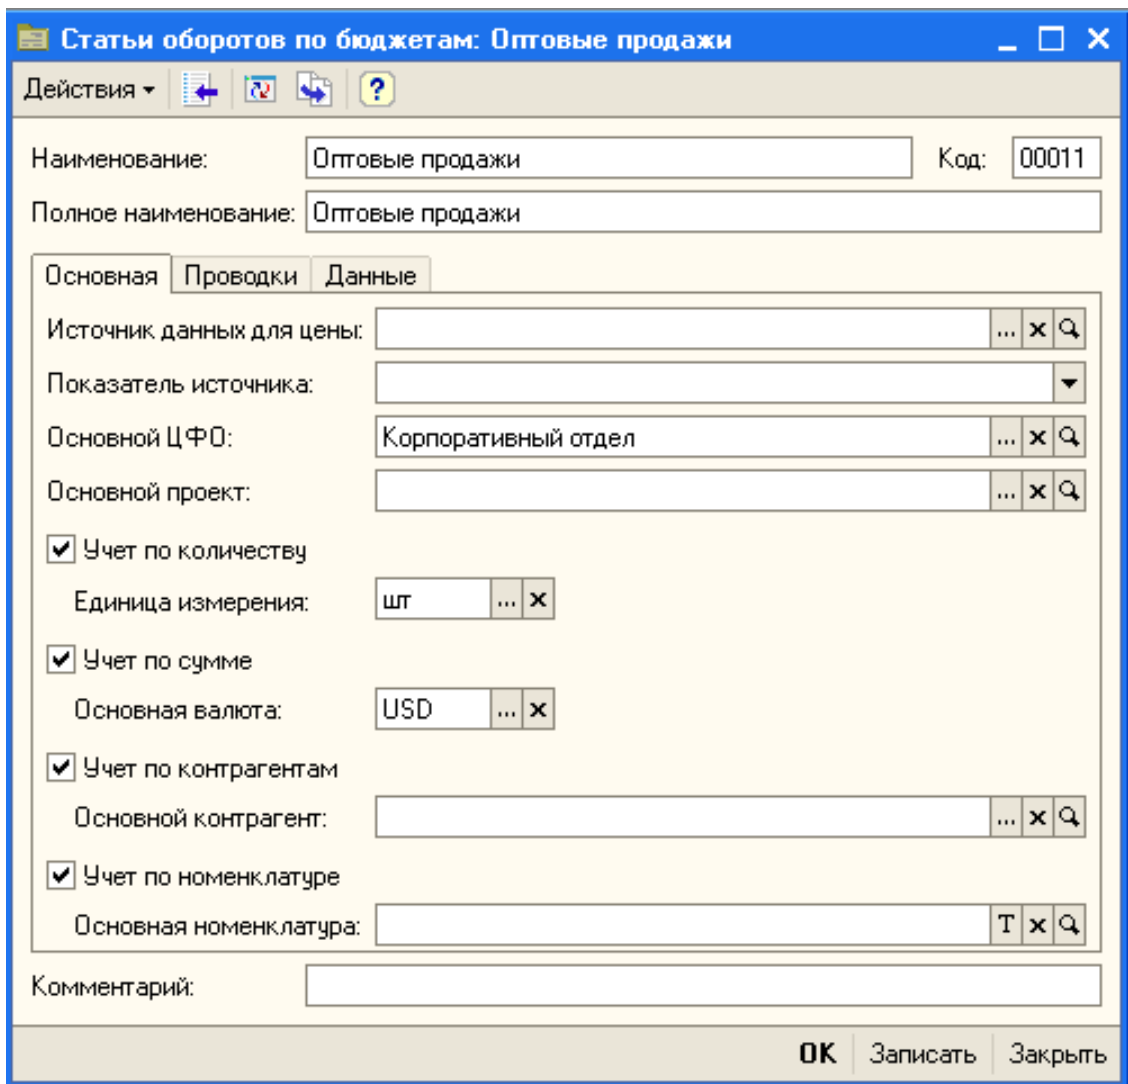 Статьи оборотов по бюджетам: Оптовые продажи
Действия
Наименование: Оптовые продажи Код: 00011
Полное наименование: Оптовые продажи
Основная Проводки Данные
Источник данных для цены: ...
Показатель источника:
Основной ЦФО: Корпоративный отдел ...
Основной проект: ...
Учет по количеству
Единица измерения: шт ...
Учет по сумме
Основная валюта: USD ...
Учет по контрагентам
Основной контрагент: ...
Учет по номенклатуре
Основная номенклатура: T
Комментарий:
OK Записать Закрыть